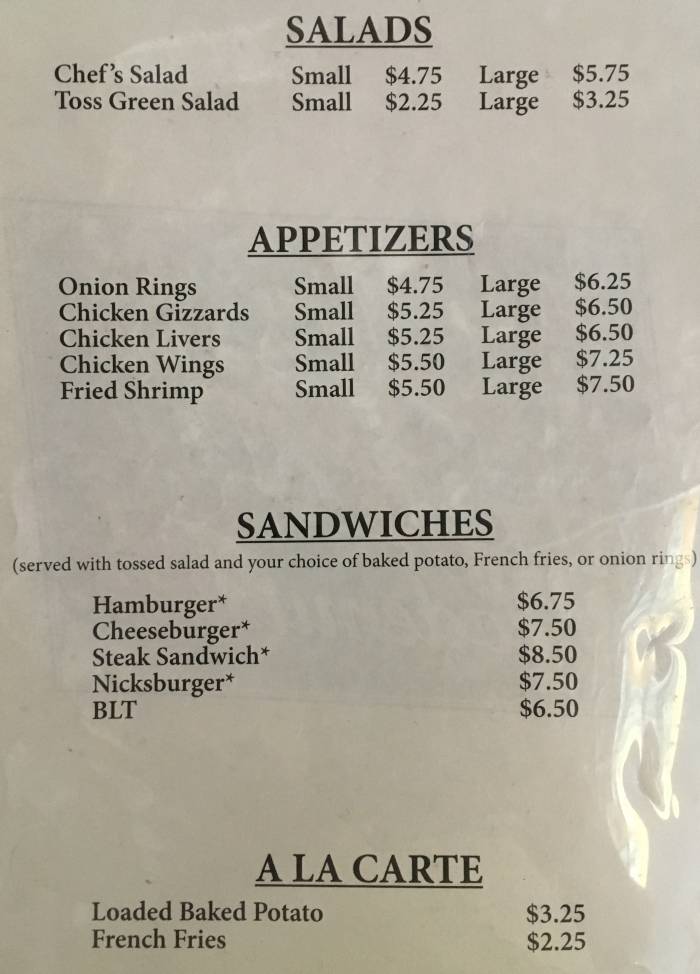 SALADS
Chef's Salad Small $4.75 Large $5.75
Toss Green Salad Small $2.25 Large $3.25
APPETIZERS
Onion Rings Small $4.75 Large $6.25
Chicken Gizzards Small $5.25 Large $6.50
Chicken Livers Small $5.25 Large $6.50
Chicken Wings Small $5.50 Large $7.25
Fried Shrimp Small $5.50 Large $7.50
SANDWICHES
(served with tossed salad and your choice of baked potato, French fries, or onion rings)
Hamburger* $6.75
Cheeseburger* $7.50
Steak Sandwich* $8.50
Nicksburger* $7.50
BLT $6.50
A LA CARTE
Loaded Baked Potato $3.25
French Fries $2.25